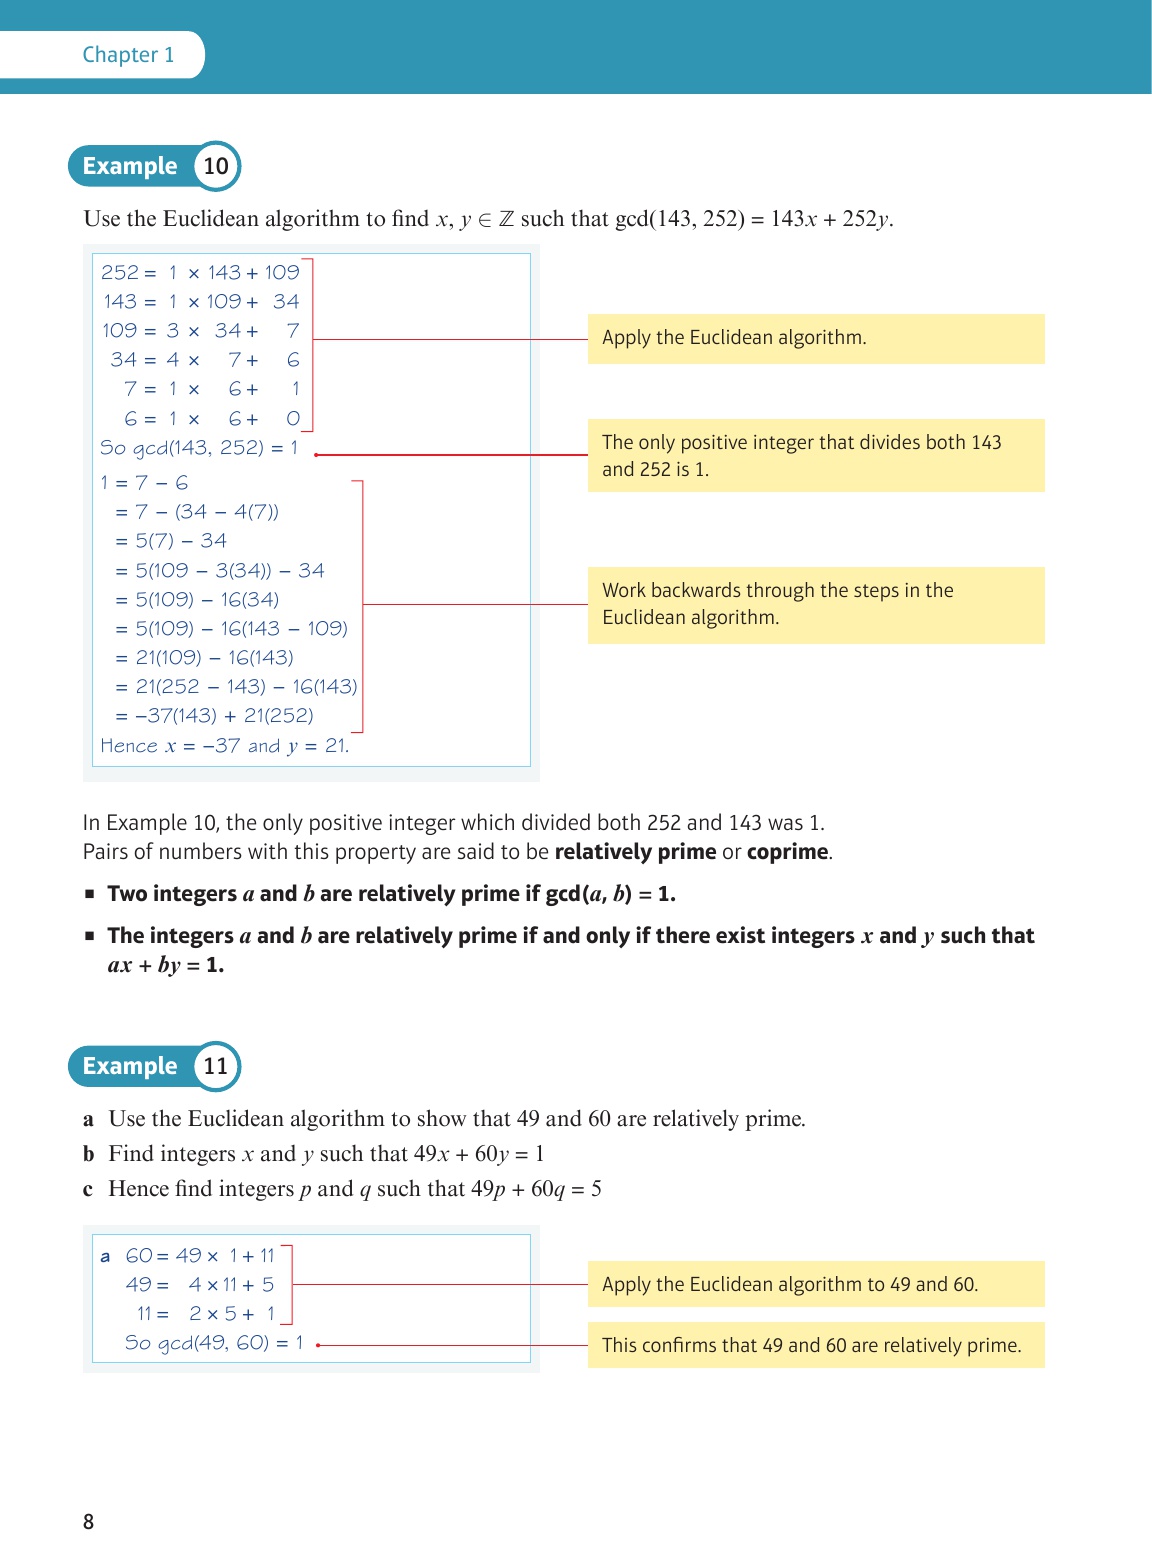 Chapter 1
Example 10
Use the Euclidean algorithm to find x, y ∈ ℤ such that gcd(143, 252) = 143x + 252y.
252 = 1 × 143 + 109
143 = 1 × 109 + 34
109 = 3 × 34 + 7
34 = 4 × 7 + 6
7 = 1 × 6 + 1
6 = 1 × 6 + 0
Apply the Euclidean algorithm.
So gcd(143, 252) = 1
The only positive integer that divides both 143
and 252 is 1.
1 = 7 − 6
= 7 − (34 − 4(7))
= 5(7) − 34
= 5(109 − 3(34)) − 34
= 5(109) − 16(34)
= 5(109) − 16(143 − 109)
= 21(109) − 16(143)
= 21(252 − 143) − 16(143)
= −37(143) + 21(252)
Work backwards through the steps in the
Euclidean algorithm.
Hence x = −37 and y = 21.
In Example 10, the only positive integer which divided both 252 and 143 was 1.
Pairs of numbers with this property are said to be relatively prime or coprime.
▪ Two integers a and b are relatively prime if gcd(a, b) = 1.
▪ The integers a and b are relatively prime if and only if there exist integers x and y such that
ax + by = 1.
Example 11
a Use the Euclidean algorithm to show that 49 and 60 are relatively prime.
b Find integers x and y such that 49x + 60y = 1
c Hence find integers p and q such that 49p + 60q = 5
a 60 = 49 × 1 + 11
49 = 4 × 11 + 5
11 = 2 × 5 + 1
Apply the Euclidean algorithm to 49 and 60.
So gcd(49, 60) = 1
This confirms that 49 and 60 are relatively prime.
8